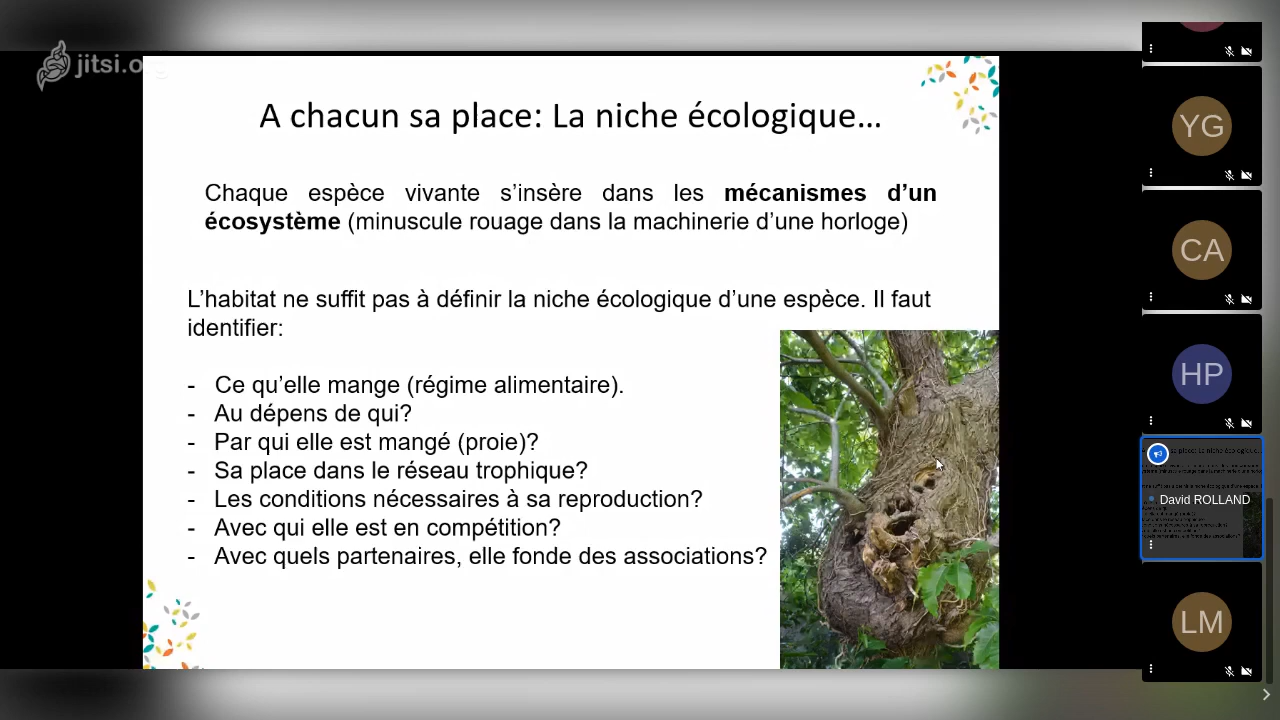 jitsi.org
A chacun sa place: La niche écologique…
Chaque espèce vivante s’insère dans les mécanismes d’un
écosystème (minuscule rouage dans la machinerie d’une horloge)
L’habitat ne suffit pas à définir la niche écologique d’une espèce. Il faut
identifier:
- Ce qu’elle mange (régime alimentaire).
- Au dépens de qui?
- Par qui elle est mangé (proie)?
- Sa place dans le réseau trophique?
- Les conditions nécessaires à sa reproduction?
- Avec qui elle est en compétition?
- Avec quels partenaires, elle fonde des associations?
YG
CA
HP
David ROLLAND
LM